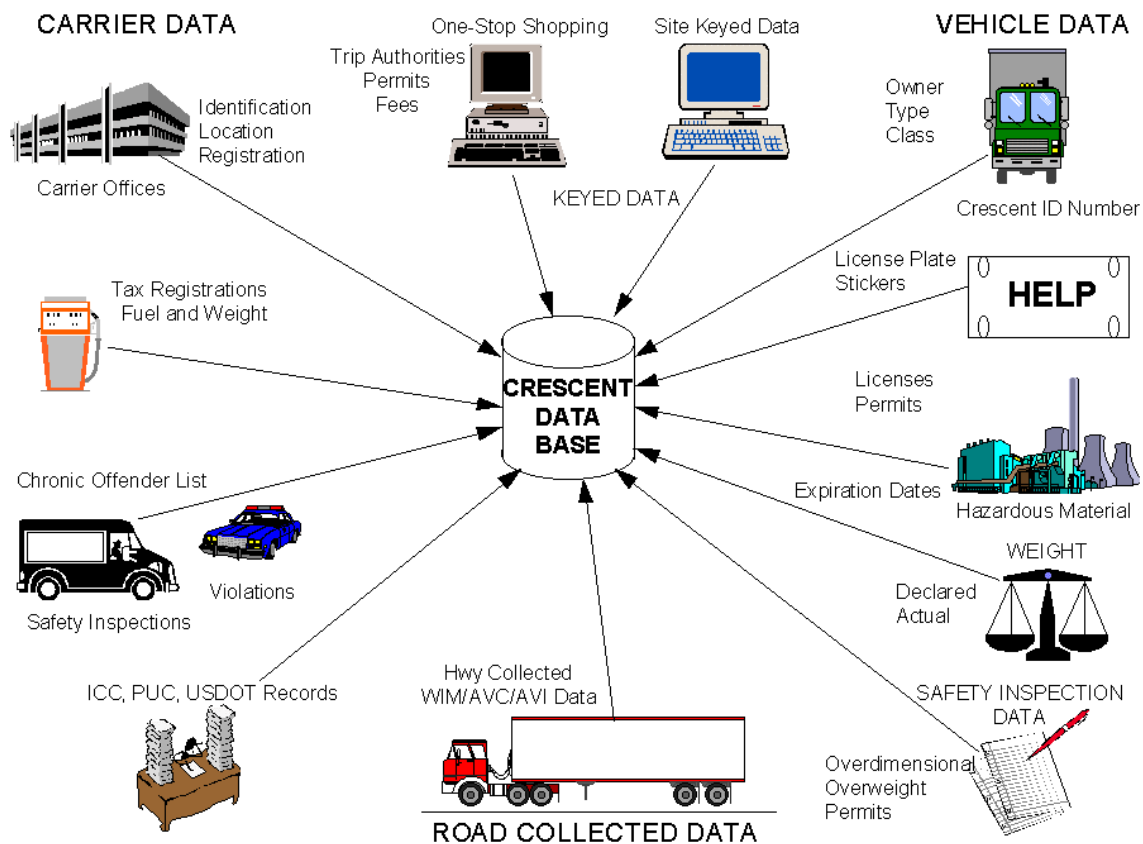 CARRIER DATA
Identification
Location
Registration
Carrier Offices
One-Stop Shopping
Trip Authorities
Permits
Fees
Site Keyed Data
KEYED DATA
VEHICLE DATA
Owner
Type
Class
Crescent ID Number
License Plate
Stickers
HELP
Tax Registrations
Fuel and Weight
CRESCENT
DATA
BASE
Licenses
Permits
Expiration Dates
Hazardous Material
Chronic Offender List
Violations
Safety Inspections
WEIGHT
Declared
Actual
ICC, PUC, USDOT Records
Hwy Collected
WIM/AVC/AVI Data
ROAD COLLECTED DATA
SAFETY INSPECTION
DATA
Overdimensional
Overweight
Permits